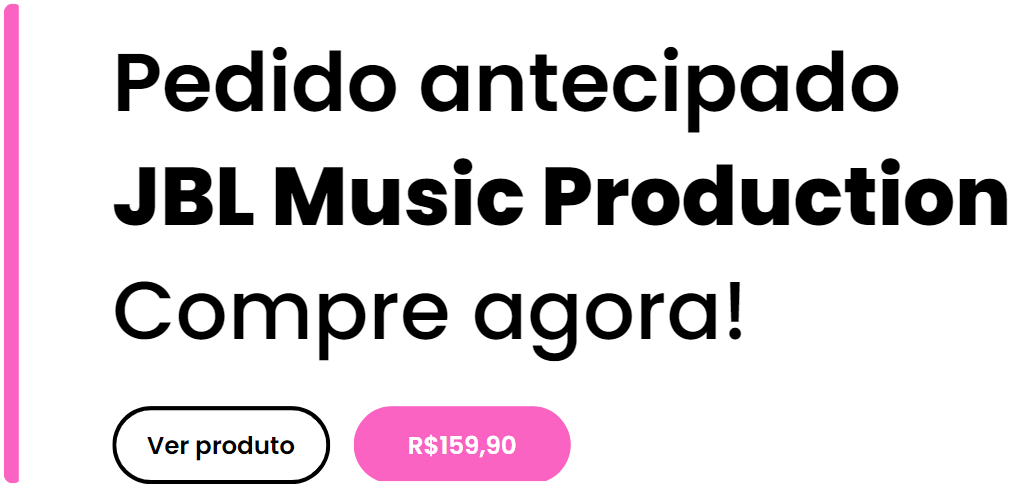 Pedido antecipado
JBL Music Production
Compre agora!
Ver produto
R$159,90